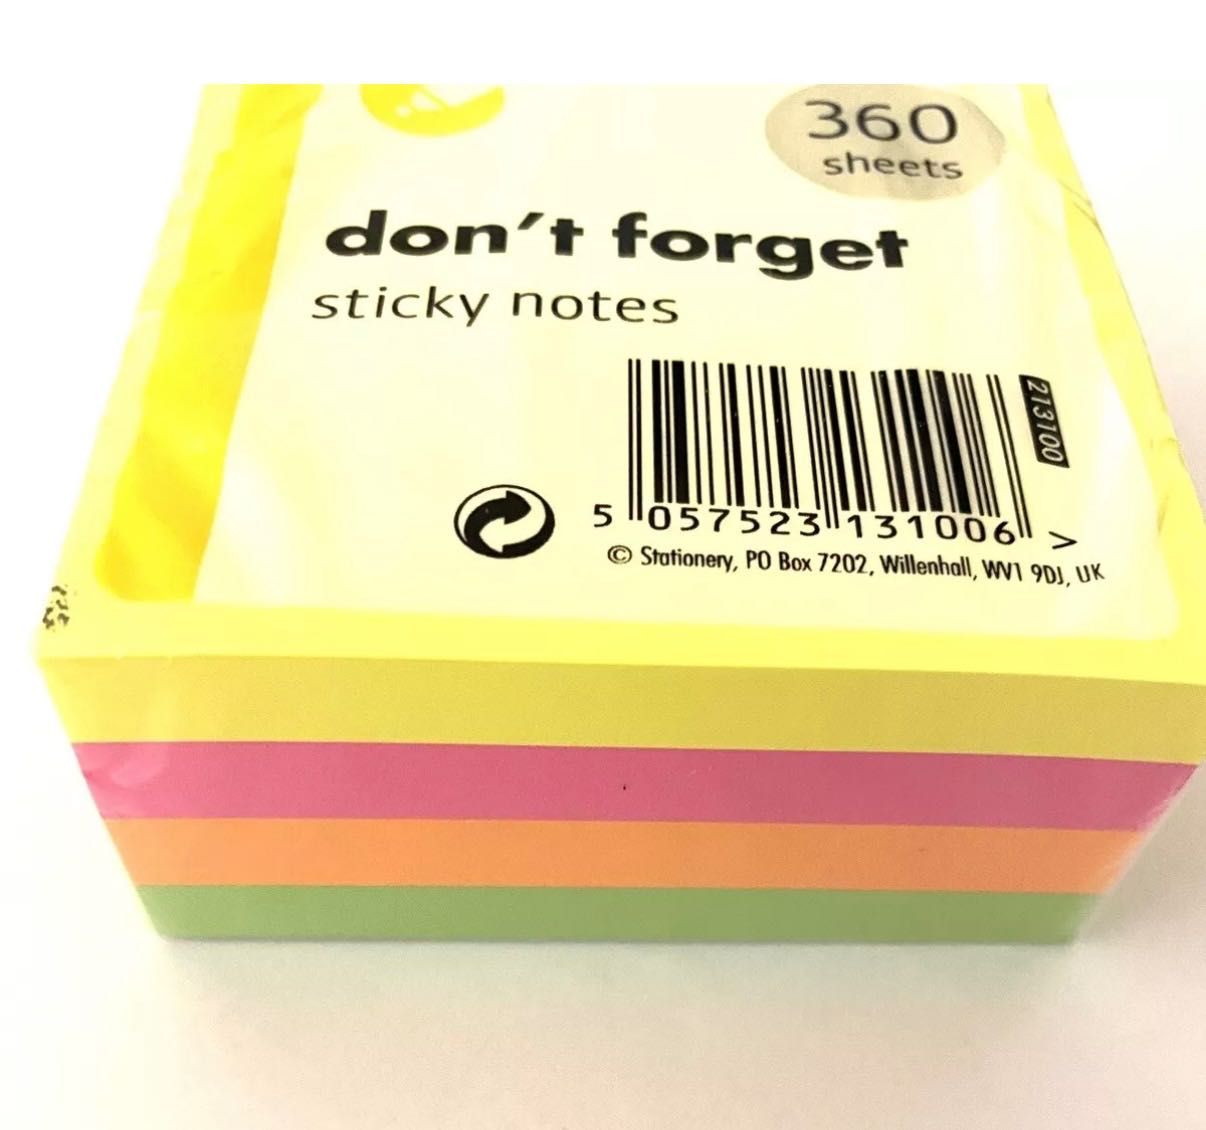 360
sheets
don't forget
sticky notes
213100
5 057523 131006 >
© Stationery, PO Box 7202, Willenhall, WV1 9DJ, UK